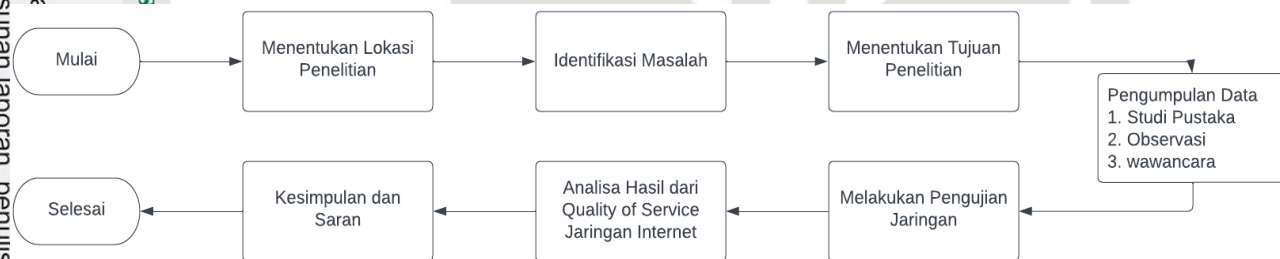 Mulai
Menentukan Lokasi
Penelitian
Identifikasi Masalah
Menentukan Tujuan
Penelitian
Pengumpulan Data
1. Studi Pustaka
2. Observasi
3. wawancara
Melakukan Pengujian
Jaringan
Analisa Hasil dari
Quality of Service
Jaringan Internet
Kesimpulan dan
Saran
Selesai